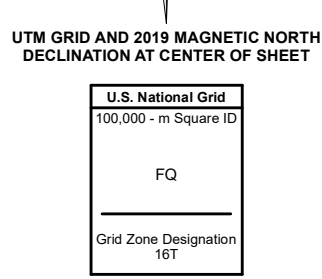 UTM GRID AND 2019 MAGNETIC NORTH
DECLINATION AT CENTER OF SHEET
U.S. National Grid
100,000 - m Square ID
FQ
Grid Zone Designation
16T